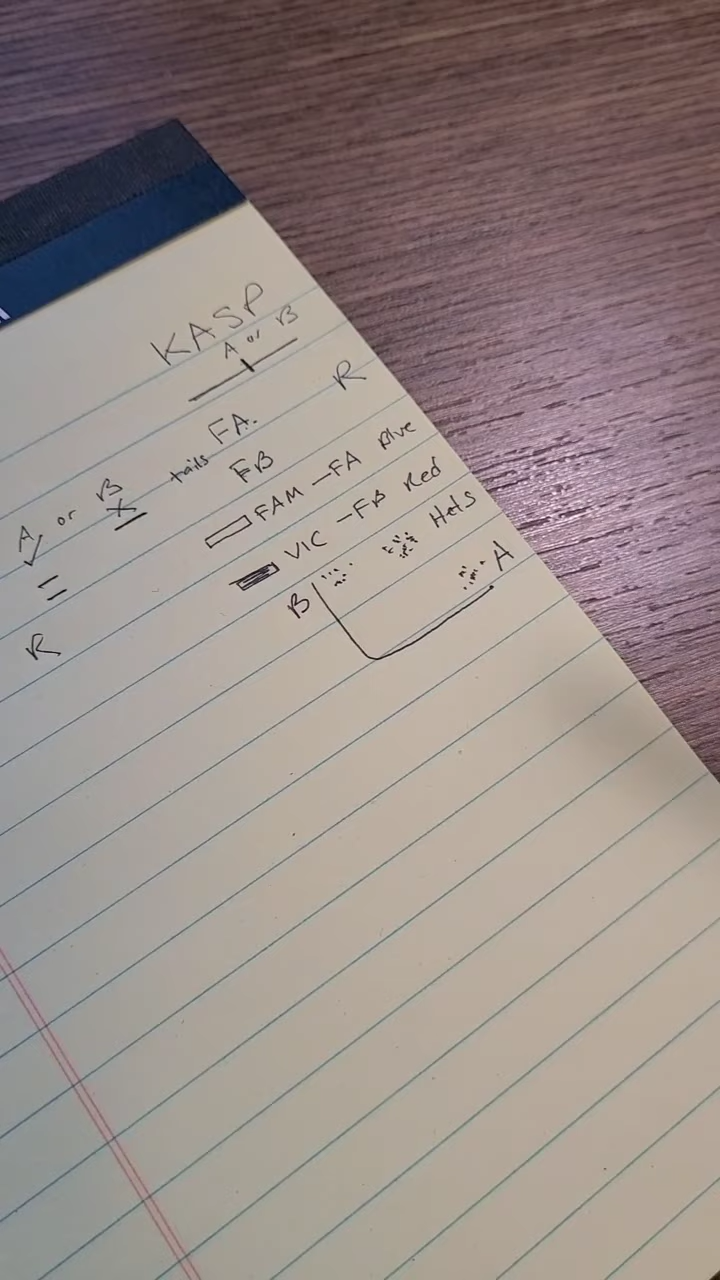 KASP
A or B
FA. R
A or B tails FB
FAM - FA Blue
VIC - FB Red
Hets
B A
R